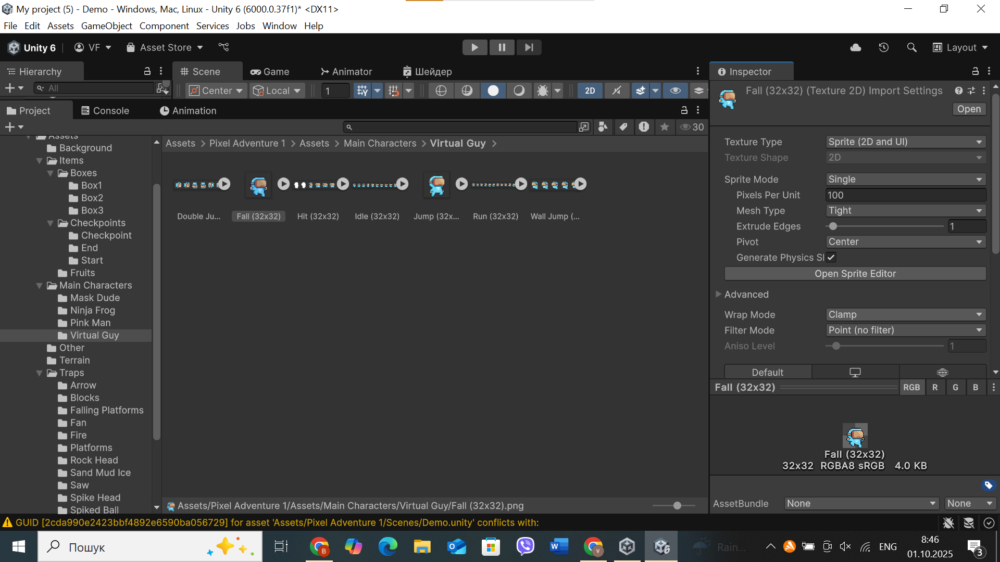 My project (5) - Demo - Windows, Mac, Linux - Unity 6 (6000.0.37f1)* <DX11>
File Edit Assets GameObject Component Services Jobs Window Help
Unity 6 VF Asset Store Layout
Hierarchy Scene Game Animator Шейдер Inspector
All Center Local 1 2D
Fall (32x32) (Texture 2D) Import Settings
Open
Project Console Animation
30
Assets > Pixel Adventure 1 > Assets > Main Characters > Virtual Guy >
Assets
Background
Items
Boxes
Box1
Box2
Box3
Checkpoints
Checkpoint
End
Start
Fruits
Main Characters
Mask Dude
Ninja Frog
Pink Man
Virtual Guy
Other
Terrain
Traps
Arrow
Blocks
Falling Platforms
Fan
Fire
Platforms
Rock Head
Sand Mud Ice
Saw
Spike Head
Spiked Ball
Double Ju... Fall (32x32) Hit (32x32) Idle (32x32) Jump (32x... Run (32x32) Wall Jump (...
Assets/Pixel Adventure 1/Assets/Main Characters/Virtual Guy/Fall (32x32).png
Texture Type Sprite (2D and UI)
Texture Shape 2D
Sprite Mode Single
Pixels Per Unit 100
Mesh Type Tight
Extrude Edges 1
Pivot Center
Generate Physics Sl
Open Sprite Editor
Advanced
Wrap Mode Clamp
Filter Mode Point (no filter)
Aniso Level 1
Default www
Fall (32x32) RGB R G B
Fall (32x32)
32x32 RGBA8 sRGB 4.0 KB
AssetBundle None None
GUID [2cda990e2423bbf4892e6590ba056729] for asset 'Assets/Pixel Adventure 1/Scenes/Demo.unity' conflicts with:
Пошук B W V 6 Rain... ENG 8:46
01.10.2025 3